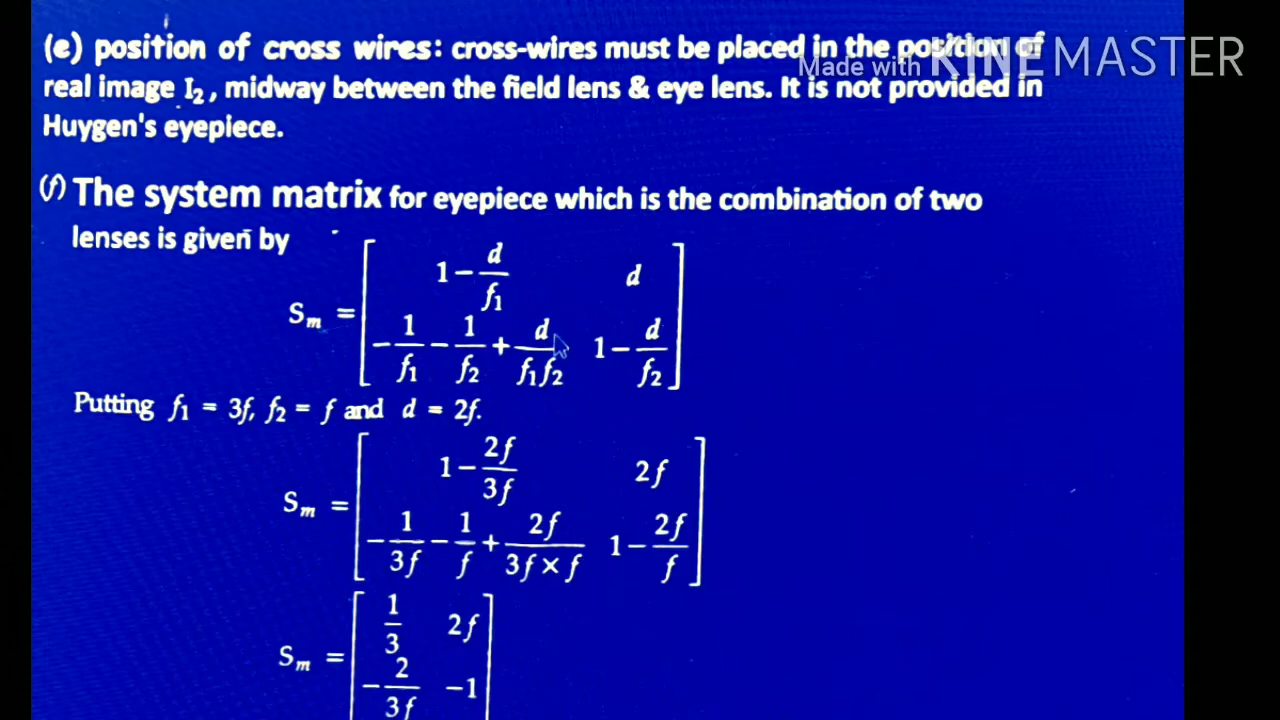 (e) position of cross wires: cross-wires must be placed in the position of
Made with KINEMASTER
real image I₂, midway between the field lens & eye lens. It is not provided in
Huygen's eyepiece.
(f) The system matrix for eyepiece which is the combination of two
lenses is given by
Sₘ = [ 1 − d/f₁   d ; − 1/f₁ − 1/f₂ + d/f₁f₂   1 − d/f₂ ]
Putting f₁ = 3f, f₂ = f and d = 2f.
Sₘ = [ 1 − 2f/3f   2f ; − 1/3f − 1/f + 2f/3f × f   1 − 2f/f ]
Sₘ = [ 1/3   2f ; − 2/3f   −1